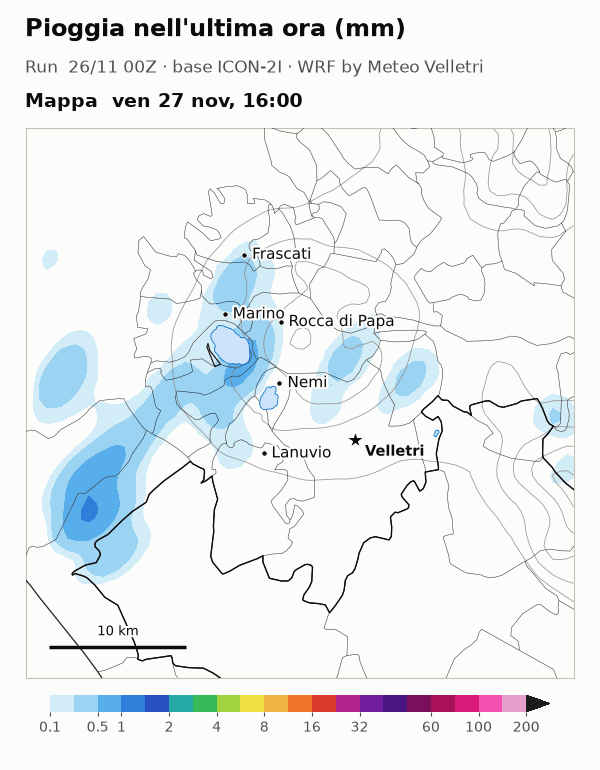 Pioggia nell'ultima ora (mm)
Run  26/11 00Z · base ICON-2I · WRF by Meteo Velletri
Mappa  ven 27 nov, 16:00
Frascati
Marino
Rocca di Papa
Nemi
Velletri
Lanuvio
10 km
0.1 0.5 1 2 4 8 16 32 60 100 200